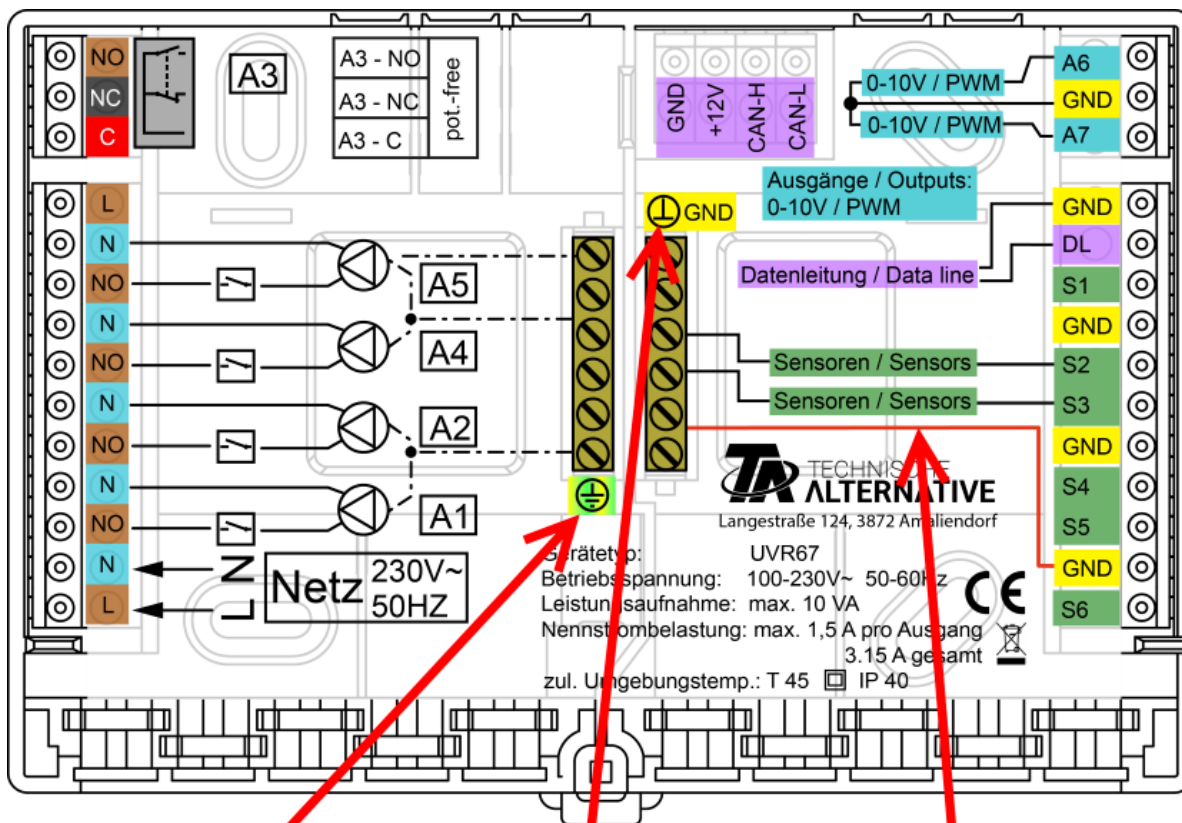 NO
NC
C
A3
A3 - NO
A3 - NC
A3 - C
pot.-free
GND
+12V
CAN-H
CAN-L
0-10V / PWM
0-10V / PWM
A6
GND
A7
Ausgänge / Outputs:
0-10V / PWM
GND
Datenleitung / Data line
Sensoren / Sensors
Sensoren / Sensors
GND
DL
S1
GND
S2
S3
GND
S4
S5
GND
S6
L
N
NO
N
NO
N
NO
N
NO
N
L
A5
A4
A2
A1
L
N
Netz
230V~
50HZ
TA TECHNISCHE
ALTERNATIVE
Langestraße 124, 3872 Amaliendorf
Gerätetyp: UVR67
Betriebsspannung: 100-230V~ 50-60Hz
Leistungsaufnahme: max. 10 VA
Nennstrombelastung: max. 1,5 A pro Ausgang
3.15 A gesamt
zul. Umgebungstemp.: T 45 IP 40
CE